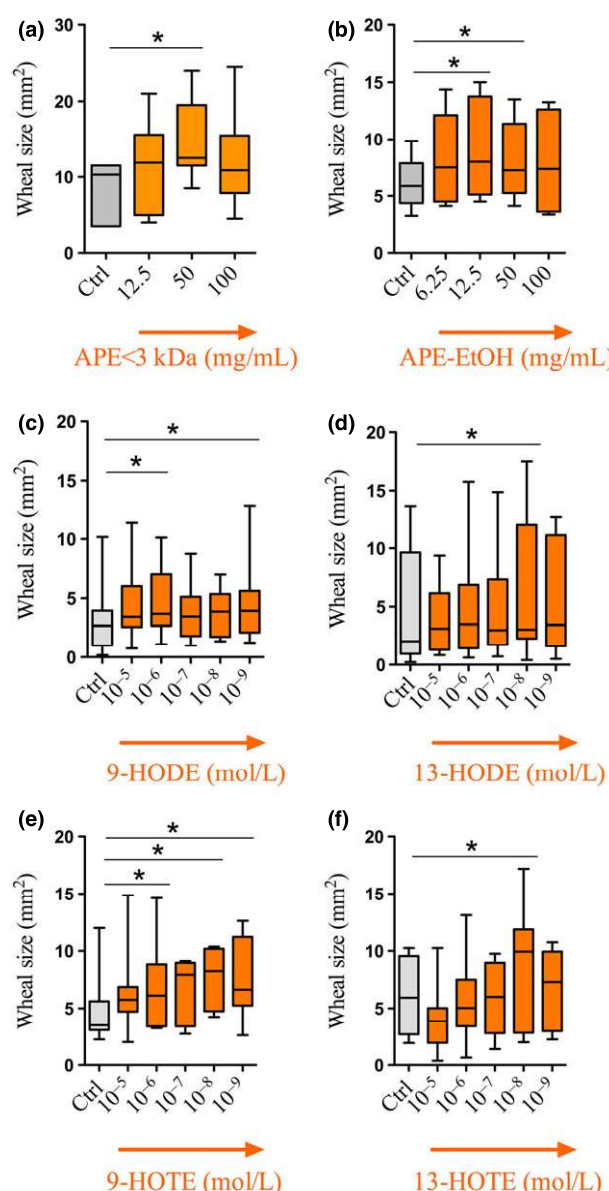 (a)
30
20
10
0
Wheal size (mm²)
*
Ctrl
12.5
50
100
APE<3 kDa (mg/mL)
(b)
20
15
10
5
0
Wheal size (mm²)
*
*
Ctrl
6.25
12.5
50
100
APE-EtOH (mg/mL)
(c)
20
15
10
5
0
Wheal size (mm²)
*
*
Ctrl
10⁻⁵
10⁻⁶
10⁻⁷
10⁻⁸
10⁻⁹
9-HODE (mol/L)
(d)
20
15
10
5
0
Wheal size (mm²)
*
Ctrl
10⁻⁵
10⁻⁶
10⁻⁷
10⁻⁸
10⁻⁹
13-HODE (mol/L)
(e)
20
15
10
5
0
Wheal size (mm²)
*
*
*
Ctrl
10⁻⁵
10⁻⁶
10⁻⁷
10⁻⁸
10⁻⁹
9-HOTE (mol/L)
(f)
20
15
10
5
0
Wheal size (mm²)
*
Ctrl
10⁻⁵
10⁻⁶
10⁻⁷
10⁻⁸
10⁻⁹
13-HOTE (mol/L)